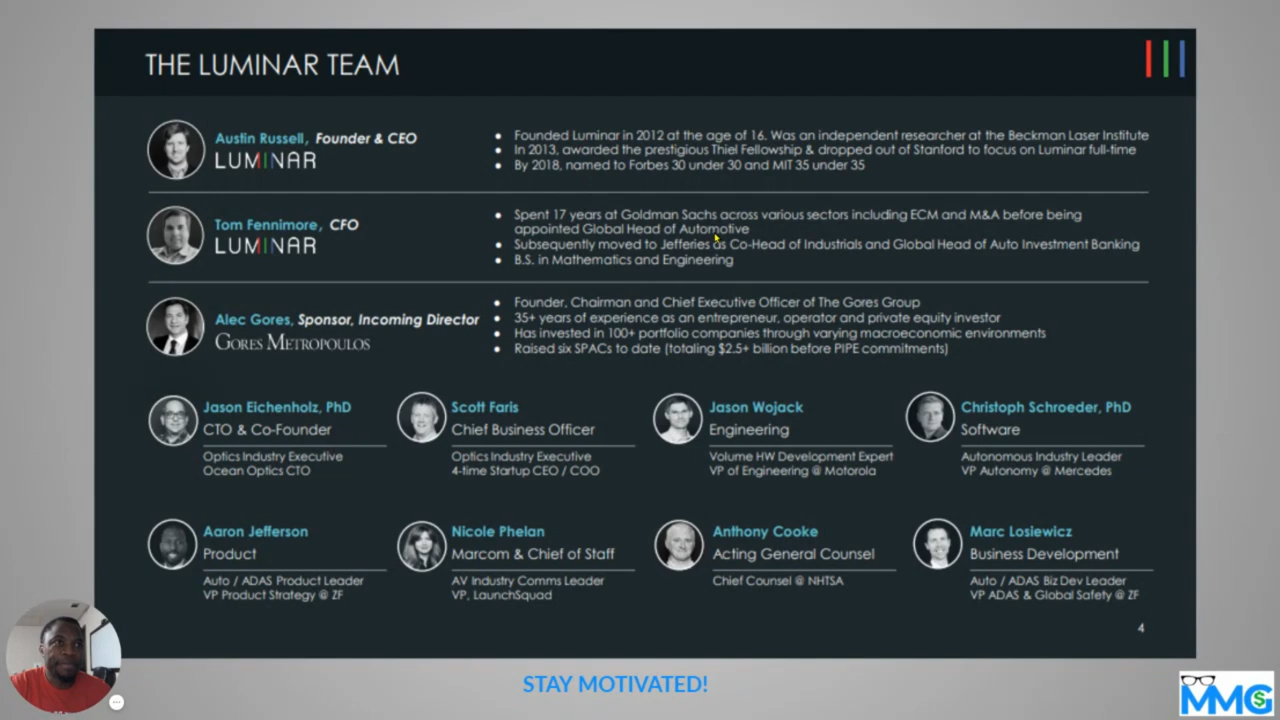 THE LUMINAR TEAM
Austin Russell, Founder & CEO
LUMINAR
● Founded Luminar in 2012 at the age of 16. Was an independent researcher at the Beckman Laser Institute
● In 2013, awarded the prestigious Thiel Fellowship & dropped out of Stanford to focus on Luminar full-time
● By 2018, named to Forbes 30 under 30 and MIT 35 under 35
Tom Fennimore, CFO
LUMINAR
● Spent 17 years at Goldman Sachs across various sectors including ECM and M&A before being
appointed Global Head of Automotive
● Subsequently moved to Jefferies as Co-Head of Industrials and Global Head of Auto Investment Banking
● B.S. in Mathematics and Engineering
Alec Gores, Sponsor, Incoming Director
GORES METROPOULOS
● Founder, Chairman and Chief Executive Officer of The Gores Group
● 35+ years of experience as an entrepreneur, operator and private equity investor
● Has invested in 100+ portfolio companies through varying macroeconomic environments
● Raised six SPACs to date (totaling $2.5+ billion before PIPE commitments)
Jason Eichenholz, PhD
CTO & Co-Founder
Optics Industry Executive
Ocean Optics CTO
Scott Faris
Chief Business Officer
Optics Industry Executive
4-time Startup CEO / COO
Jason Wojack
Engineering
Volume HW Development Expert
VP of Engineering @ Motorola
Christoph Schroeder, PhD
Software
Autonomous Industry Leader
VP Autonomy @ Mercedes
Aaron Jefferson
Product
Auto / ADAS Product Leader
VP Product Strategy @ ZF
Nicole Phelan
Marcom & Chief of Staff
AV Industry Comms Leader
VP, LaunchSquad
Anthony Cooke
Acting General Counsel
Chief Counsel @ NHTSA
Marc Losiewicz
Business Development
Auto / ADAS Biz Dev Leader
VP ADAS & Global Safety @ ZF
4
STAY MOTIVATED!
MMG